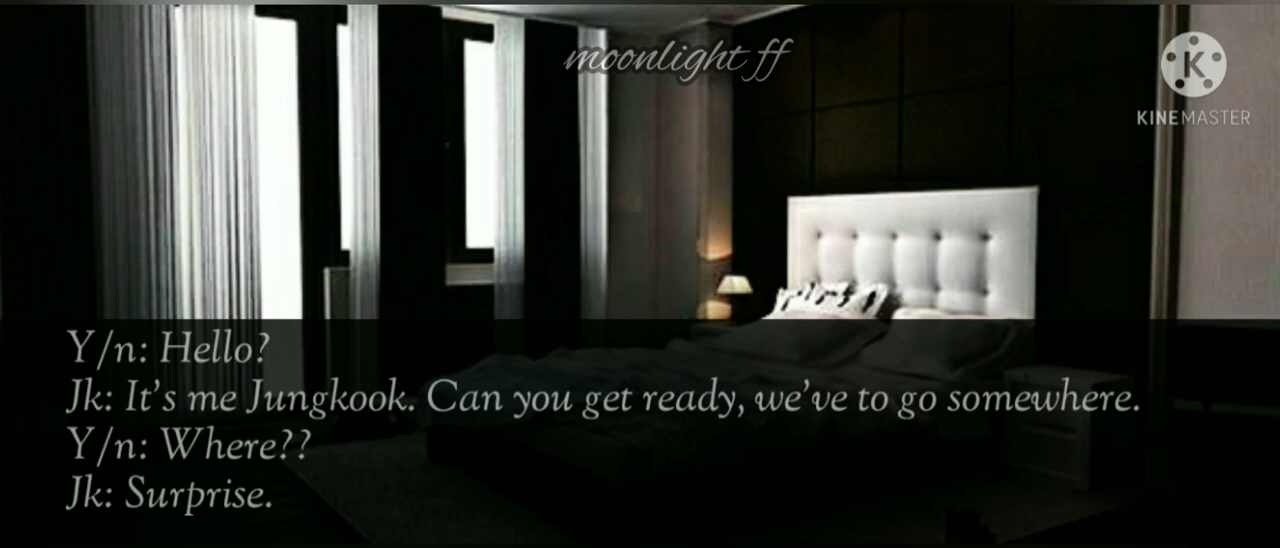 moonlight ff
K
KINEMASTER
Y/n: Hello?
Jk: It's me Jungkook. Can you get ready, we've to go somewhere.
Y/n: Where??
Jk: Surprise.